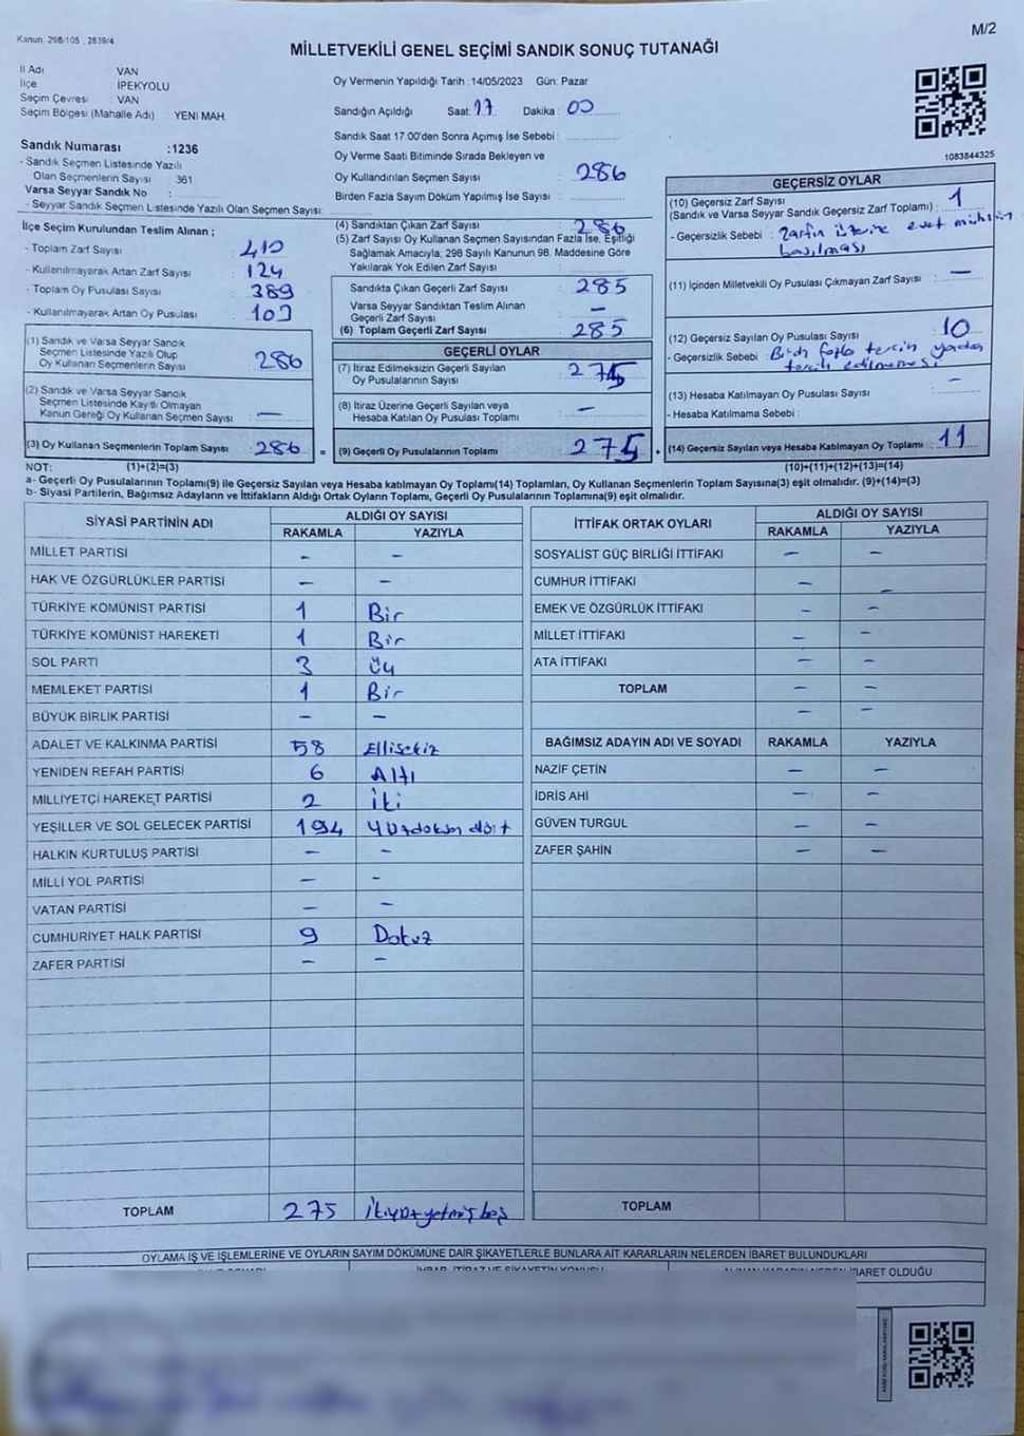 Kanun: 298/105 ; 2839/4
M/2
MİLLETVEKİLİ GENEL SEÇİMİ SANDIK SONUÇ TUTANAĞI
İl Adı VAN
İlçe İPEKYOLU
Seçim Çevresi VAN
Seçim Bölgesi (Mahalle Adı) YENI MAH.
Sandık Numarası :1236
- Sandık Seçmen Listesinde Yazılı
Olan Seçmenlerin Sayısı : 361
Varsa Seyyar Sandık No :
- Seyyar Sandık Seçmen Listesinde Yazılı Olan Seçmen Sayısı:
Oy Vermenin Yapıldığı Tarih :14/05/2023 Gün: Pazar
Sandığın Açıldığı Saat: 17 Dakika : 00
Sandık Saat 17:00'den Sonra Açımış İse Sebebi :
Oy Verme Saati Bitiminde Sırada Bekleyen ve
Oy Kullandırılan Seçmen Sayısı : 286
Birden Fazla Sayım Döküm Yapılmış İse Sayısı :
1083844325
İlçe Seçim Kurulundan Teslim Alınan ;
- Toplam Zarf Sayısı : 410
- Kullanılmayarak Artan Zarf Sayısı : 124
- Toplam Oy Pusulası Sayısı : 389
- Kullanılmayarak Artan Oy Pusulası : 103
(1) Sandık ve Varsa Seyyar Sandık
Seçmen Listesinde Yazılı Olup
Oy Kullanan Seçmenlerin Sayısı : 286
(2) Sandık ve Varsa Seyyar Sandık
Seçmen Listesinde Kayıtlı Olmayan
Kanun Gereği Oy Kullanan Seçmen Sayısı : —
(3) Oy Kullanan Seçmenlerin Toplam Sayısı : 286 =
(4) Sandıktan Çıkan Zarf Sayısı : 286
(5) Zarf Sayısı Oy Kullanan Seçmen Sayısından Fazla İse, Eşitliği
Sağlamak Amacıyla, 298 Sayılı Kanunun 98. Maddesine Göre
Yakılarak Yok Edilen Zarf Sayısı :
Sandıkta Çıkan Geçerli Zarf Sayısı : 285
Varsa Seyyar Sandıktan Teslim Alınan
Geçerli Zarf Sayısı : —
(6) Toplam Geçerli Zarf Sayısı : 285
GEÇERLİ OYLAR
(7) İtiraz Edilmeksizin Geçerli Sayılan
Oy Pusulalarının Sayısı : 275
(8) İtiraz Üzerine Geçerli Sayılan veya
Hesaba Katılan Oy Pusulası Toplamı : —
(9) Geçerli Oy Pusulalarının Toplamı : 275 +
GEÇERSİZ OYLAR
(10) Geçersiz Zarf Sayısı
(Sandık ve Varsa Seyyar Sandık Geçersiz Zarf Toplamı) : 1
- Geçersizlik Sebebi : Zarfın üzerine evet mührün
basılması
(11) İçinden Milletvekili Oy Pusulası Çıkmayan Zarf Sayısı : —
(12) Geçersiz Sayılan Oy Pusulası Sayısı : 10
- Geçersizlik Sebebi : Birden fazla tercih yada
tercih edilmemesi
(13) Hesaba Katılmayan Oy Pusulası Sayısı : —
- Hesaba Katılmama Sebebi :
(14) Geçersiz Sayılan veya Hesaba Katılmayan Oy Toplamı : 11
NOT: (1)+(2)=(3)
(10)+(11)+(12)+(13)=(14)
a- Geçerli Oy Pusulalarının Toplamı(9) ile Geçersiz Sayılan veya Hesaba katılmayan Oy Toplamı(14) Toplamları, Oy Kullanan Seçmenlerin Toplam Sayısına(3) eşit olmalıdır. (9)+(14)=(3)
b- Siyasi Partilerin, Bağımsız Adayların ve İttifakların Aldığı Ortak Oyların Toplamı, Geçerli Oy Pusulalarının Toplamına(9) eşit olmalıdır.
SİYASİ PARTİNİN ADI ALDIĞI OY SAYISI
RAKAMLA YAZIYLA
MİLLET PARTİSİ — —
HAK VE ÖZGÜRLÜKLER PARTİSİ — —
TÜRKİYE KOMÜNİST PARTİSİ 1 Bir
TÜRKİYE KOMÜNİST HAREKETİ 1 Bir
SOL PARTİ 3 Üç
MEMLEKET PARTİSİ 1 Bir
BÜYÜK BİRLİK PARTİSİ — —
ADALET VE KALKINMA PARTİSİ 58 Ellisekiz
YENİDEN REFAH PARTİSİ 6 Altı
MİLLİYETÇİ HAREKET PARTİSİ 2 İki
YEŞİLLER VE SOL GELECEK PARTİSİ 194 Yüzdoksan dört
HALKIN KURTULUŞ PARTİSİ — —
MİLLİ YOL PARTİSİ — —
VATAN PARTİSİ — —
CUMHURİYET HALK PARTİSİ 9 Dokuz
ZAFER PARTİSİ — —
TOPLAM 275 İkiyüzyetmişbeş
İTTİFAK ORTAK OYLARI ALDIĞI OY SAYISI
RAKAMLA YAZIYLA
SOSYALİST GÜÇ BİRLİĞİ İTTİFAKI — —
CUMHUR İTTİFAKI — —
EMEK VE ÖZGÜRLÜK İTTİFAKI — —
MİLLET İTTİFAKI — —
ATA İTTİFAKI — —
TOPLAM — —
— —
BAĞIMSIZ ADAYIN ADI VE SOYADI RAKAMLA YAZIYLA
NAZİF ÇETİN — —
İDRİS AHİ — —
GÜVEN TURGUL — —
ZAFER ŞAHİN — —
TOPLAM
OYLAMA İŞ VE İŞLEMLERİNE VE OYLARIN SAYIM DÖKÜMÜNE DAİR ŞİKAYETLERLE BUNLARA AİT KARARLARIN NELERDEN İBARET BULUNDUKLARI
İHBAR, İTİRAZ VE ŞİKAYETİN KONUSU
İBARET OLDUĞU